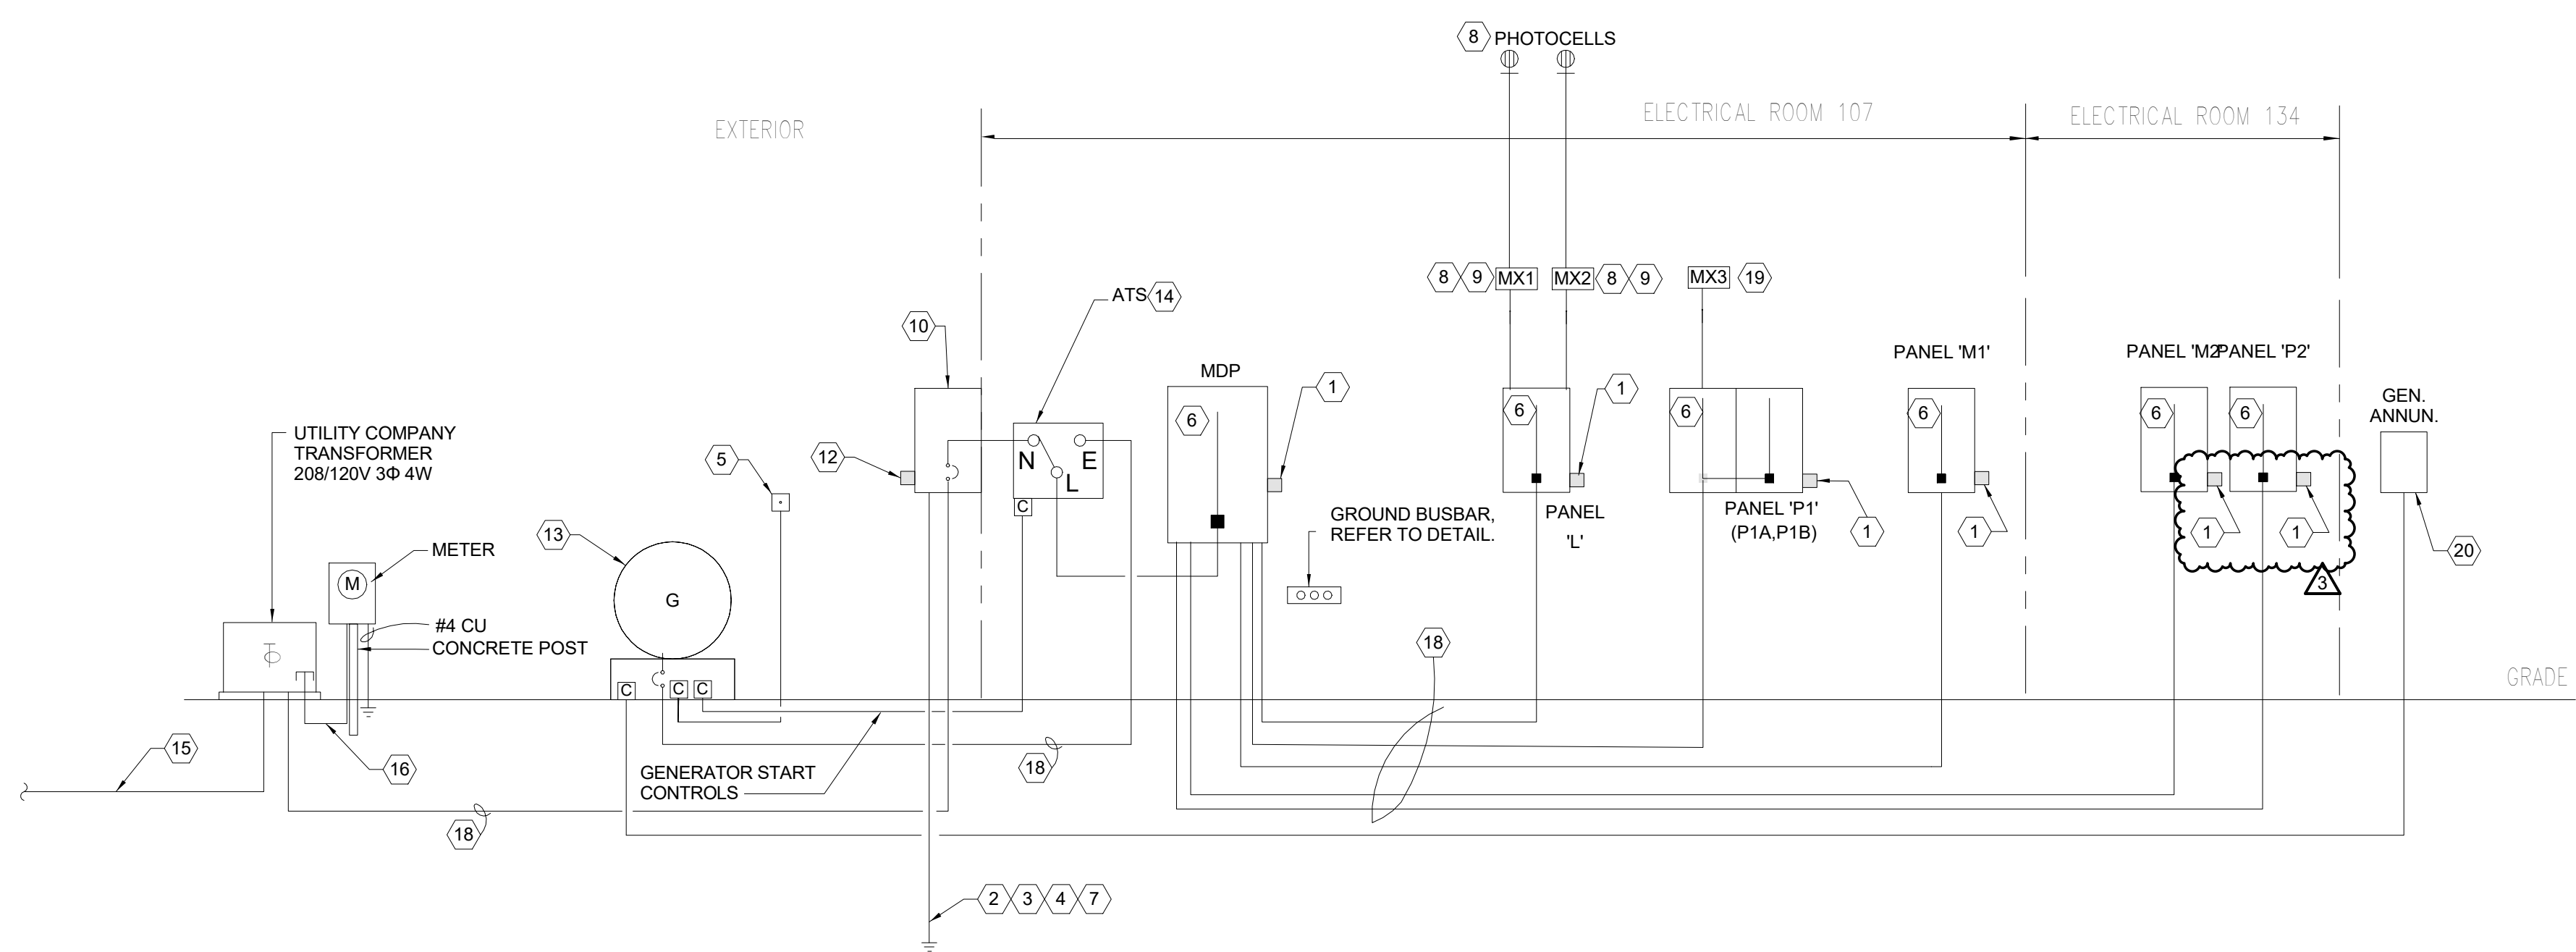 8 PHOTOCELLS
EXTERIOR
ELECTRICAL ROOM 107
ELECTRICAL ROOM 134
8 9 MX1
MX2 8 9
MX3 19
ATS 14
10
MDP
PANEL 'M1'
PANEL 'M2'
PANEL 'P2'
1
1
6
6
6
6
6
6
GEN.
ANNUN.
UTILITY COMPANY
TRANSFORMER
208/120V 3Φ 4W
5
12
N E
L
C
GROUND BUSBAR,
REFER TO DETAIL.
PANEL
'L'
PANEL 'P1'
(P1A,P1B)
1
1
1
1
20
13
METER
M
3
G
#4 CU
CONCRETE POST
18
C
C
C
GRADE
15
16
GENERATOR START
CONTROLS
18
18
2 3 4 7